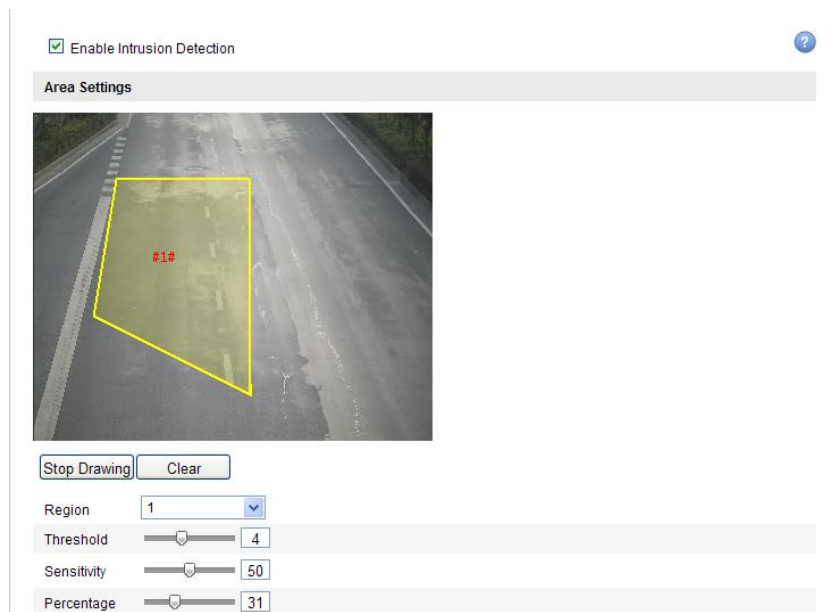 Enable Intrusion Detection
?
Area Settings
#1#
Stop Drawing Clear
Region 1
Threshold 4
Sensitivity 50
Percentage 31